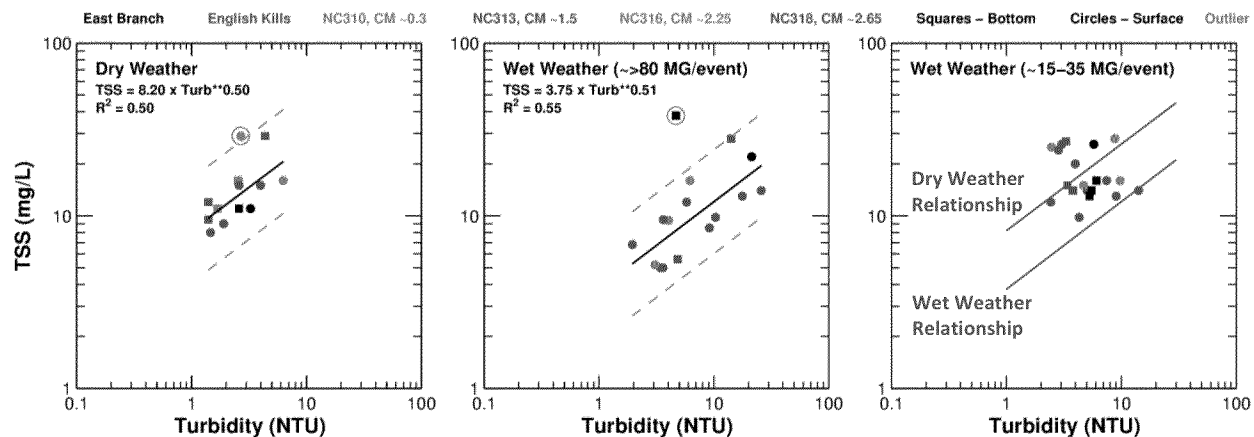 East Branch English Kills NC310, CM ~0.3 NC313, CM ~1.5 NC316, CM ~2.25 NC318, CM ~2.65 Squares − Bottom Circles − Surface Outlier
Dry Weather
TSS = 8.20 x Turb**0.50
R² = 0.50
TSS (mg/L)
100
10
1
0.1 1 10 100
Turbidity (NTU)
Wet Weather (~>80 MG/event)
TSS = 3.75 x Turb**0.51
R² = 0.55
100
10
1
0.1 1 10 100
Turbidity (NTU)
Wet Weather (~15−35 MG/event)
Dry Weather
Relationship
Wet Weather
Relationship
100
10
1
0.1 1 10 100
Turbidity (NTU)